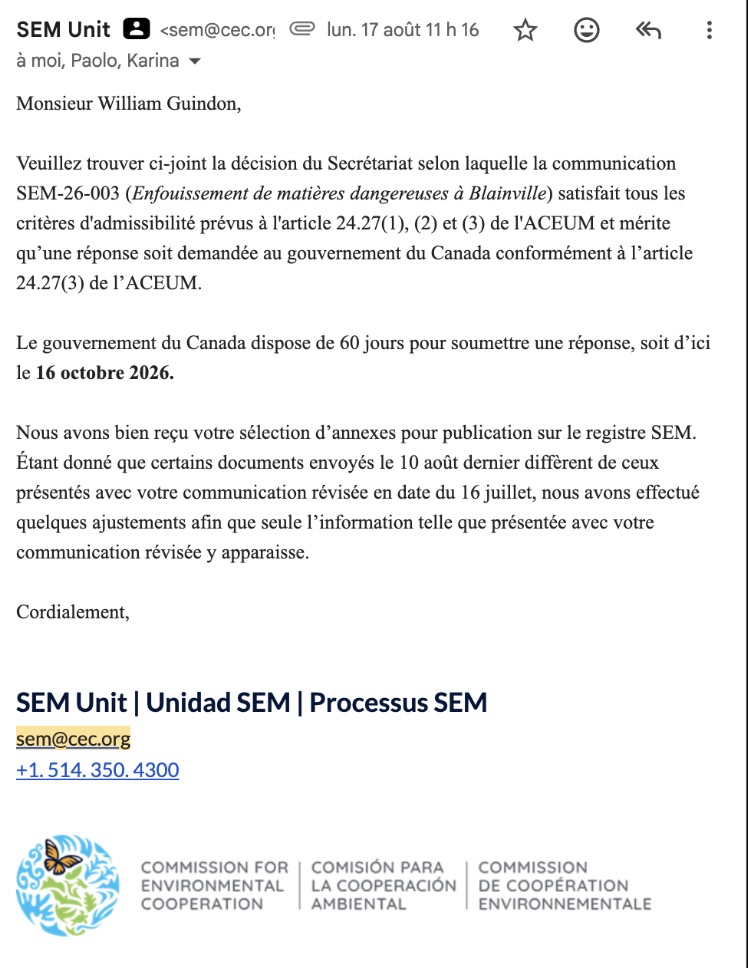 SEM Unit <sem@cec.or lun. 17 août 11 h 16
à moi, Paolo, Karina
Monsieur William Guindon,
Veuillez trouver ci-joint la décision du Secrétariat selon laquelle la communication
SEM-26-003 (Enfouissement de matières dangereuses à Blainville) satisfait tous les
critères d'admissibilité prévus à l'article 24.27(1), (2) et (3) de l'ACEUM et mérite
qu’une réponse soit demandée au gouvernement du Canada conformément à l’article
24.27(3) de l’ACEUM.
Le gouvernement du Canada dispose de 60 jours pour soumettre une réponse, soit d’ici
le 16 octobre 2026.
Nous avons bien reçu votre sélection d’annexes pour publication sur le registre SEM.
Étant donné que certains documents envoyés le 10 août dernier diffèrent de ceux
présentés avec votre communication révisée en date du 16 juillet, nous avons effectué
quelques ajustements afin que seule l’information telle que présentée avec votre
communication révisée y apparaisse.
Cordialement,
SEM Unit | Unidad SEM | Processus SEM
sem@cec.org
+1. 514. 350. 4300
COMMISSION FOR
ENVIRONMENTAL
COOPERATION
COMISIÓN PARA
LA COOPERACIÓN
AMBIENTAL
COMMISSION
DE COOPÉRATION
ENVIRONNEMENTALE